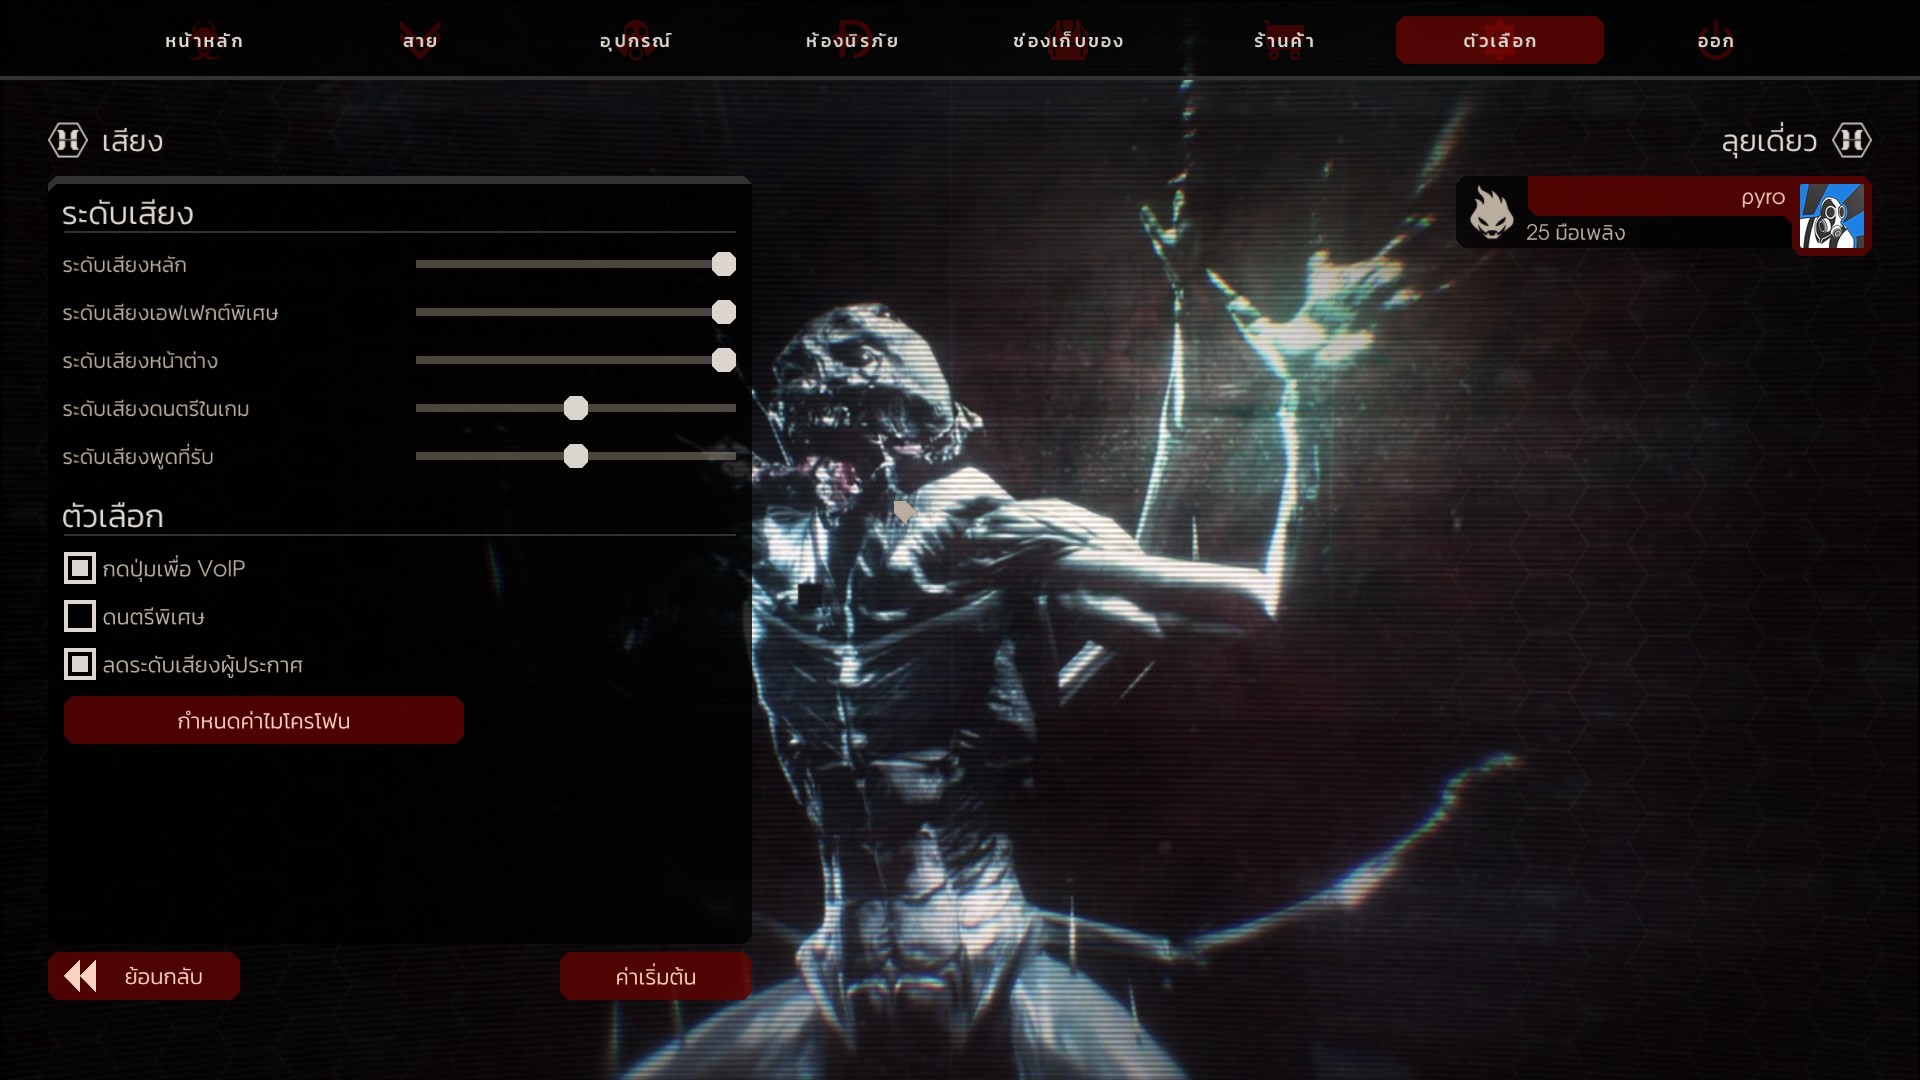 หน้าหลัก
สาย
อุปกรณ์
ห้องนิรภัย
ช่องเก็บของ
ร้านค้า
ตัวเลือก
ออก
เสียง
ลุยเดี่ยว
ระดับเสียง
ระดับเสียงหลัก
ระดับเสียงเอฟเฟกต์พิเศษ
ระดับเสียงหน้าต่าง
ระดับเสียงดนตรีในเกม
ระดับเสียงพูดที่รับ
pyro
25 มือเพลิง
ตัวเลือก
กดปุ่มเพื่อ VoIP
ดนตรีพิเศษ
ลดระดับเสียงผู้ประกาศ
กำหนดค่าไมโครโฟน
ย้อนกลับ
ค่าเริ่มต้น